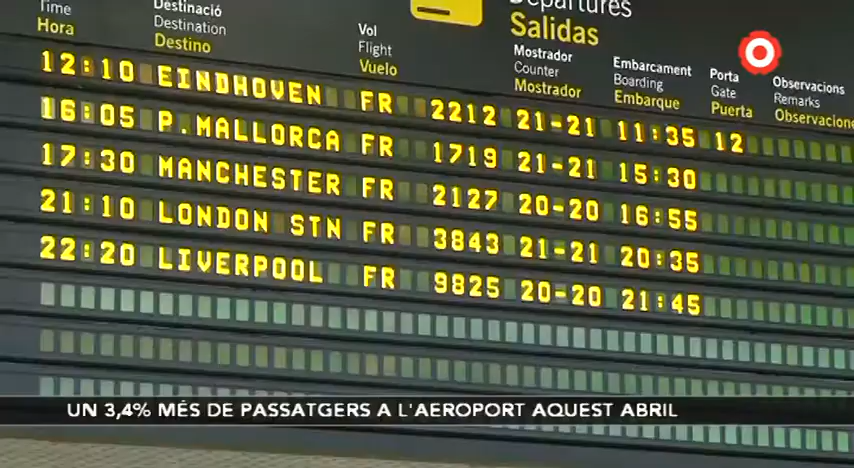 Departures
Salidas
Time
Hora
Destinació
Destination
Destino
Vol
Flight
Vuelo
Mostrador
Counter
Mostrador
Embarcament
Boarding
Embarque
Porta
Gate
Puerta
Observacions
Remarks
Observacione
12:10 EINDHOVEN FR 2212 21-21 11:35 12
16:05 P.MALLORCA FR 1719 21-21 15:30
17:30 MANCHESTER FR 2127 20-20 16:55
21:10 LONDON STN FR 3843 21-21 20:35
22:20 LIVERPOOL FR 9825 20-20 21:45
UN 3,4% MÉS DE PASSATGERS A L'AEROPORT AQUEST ABRIL